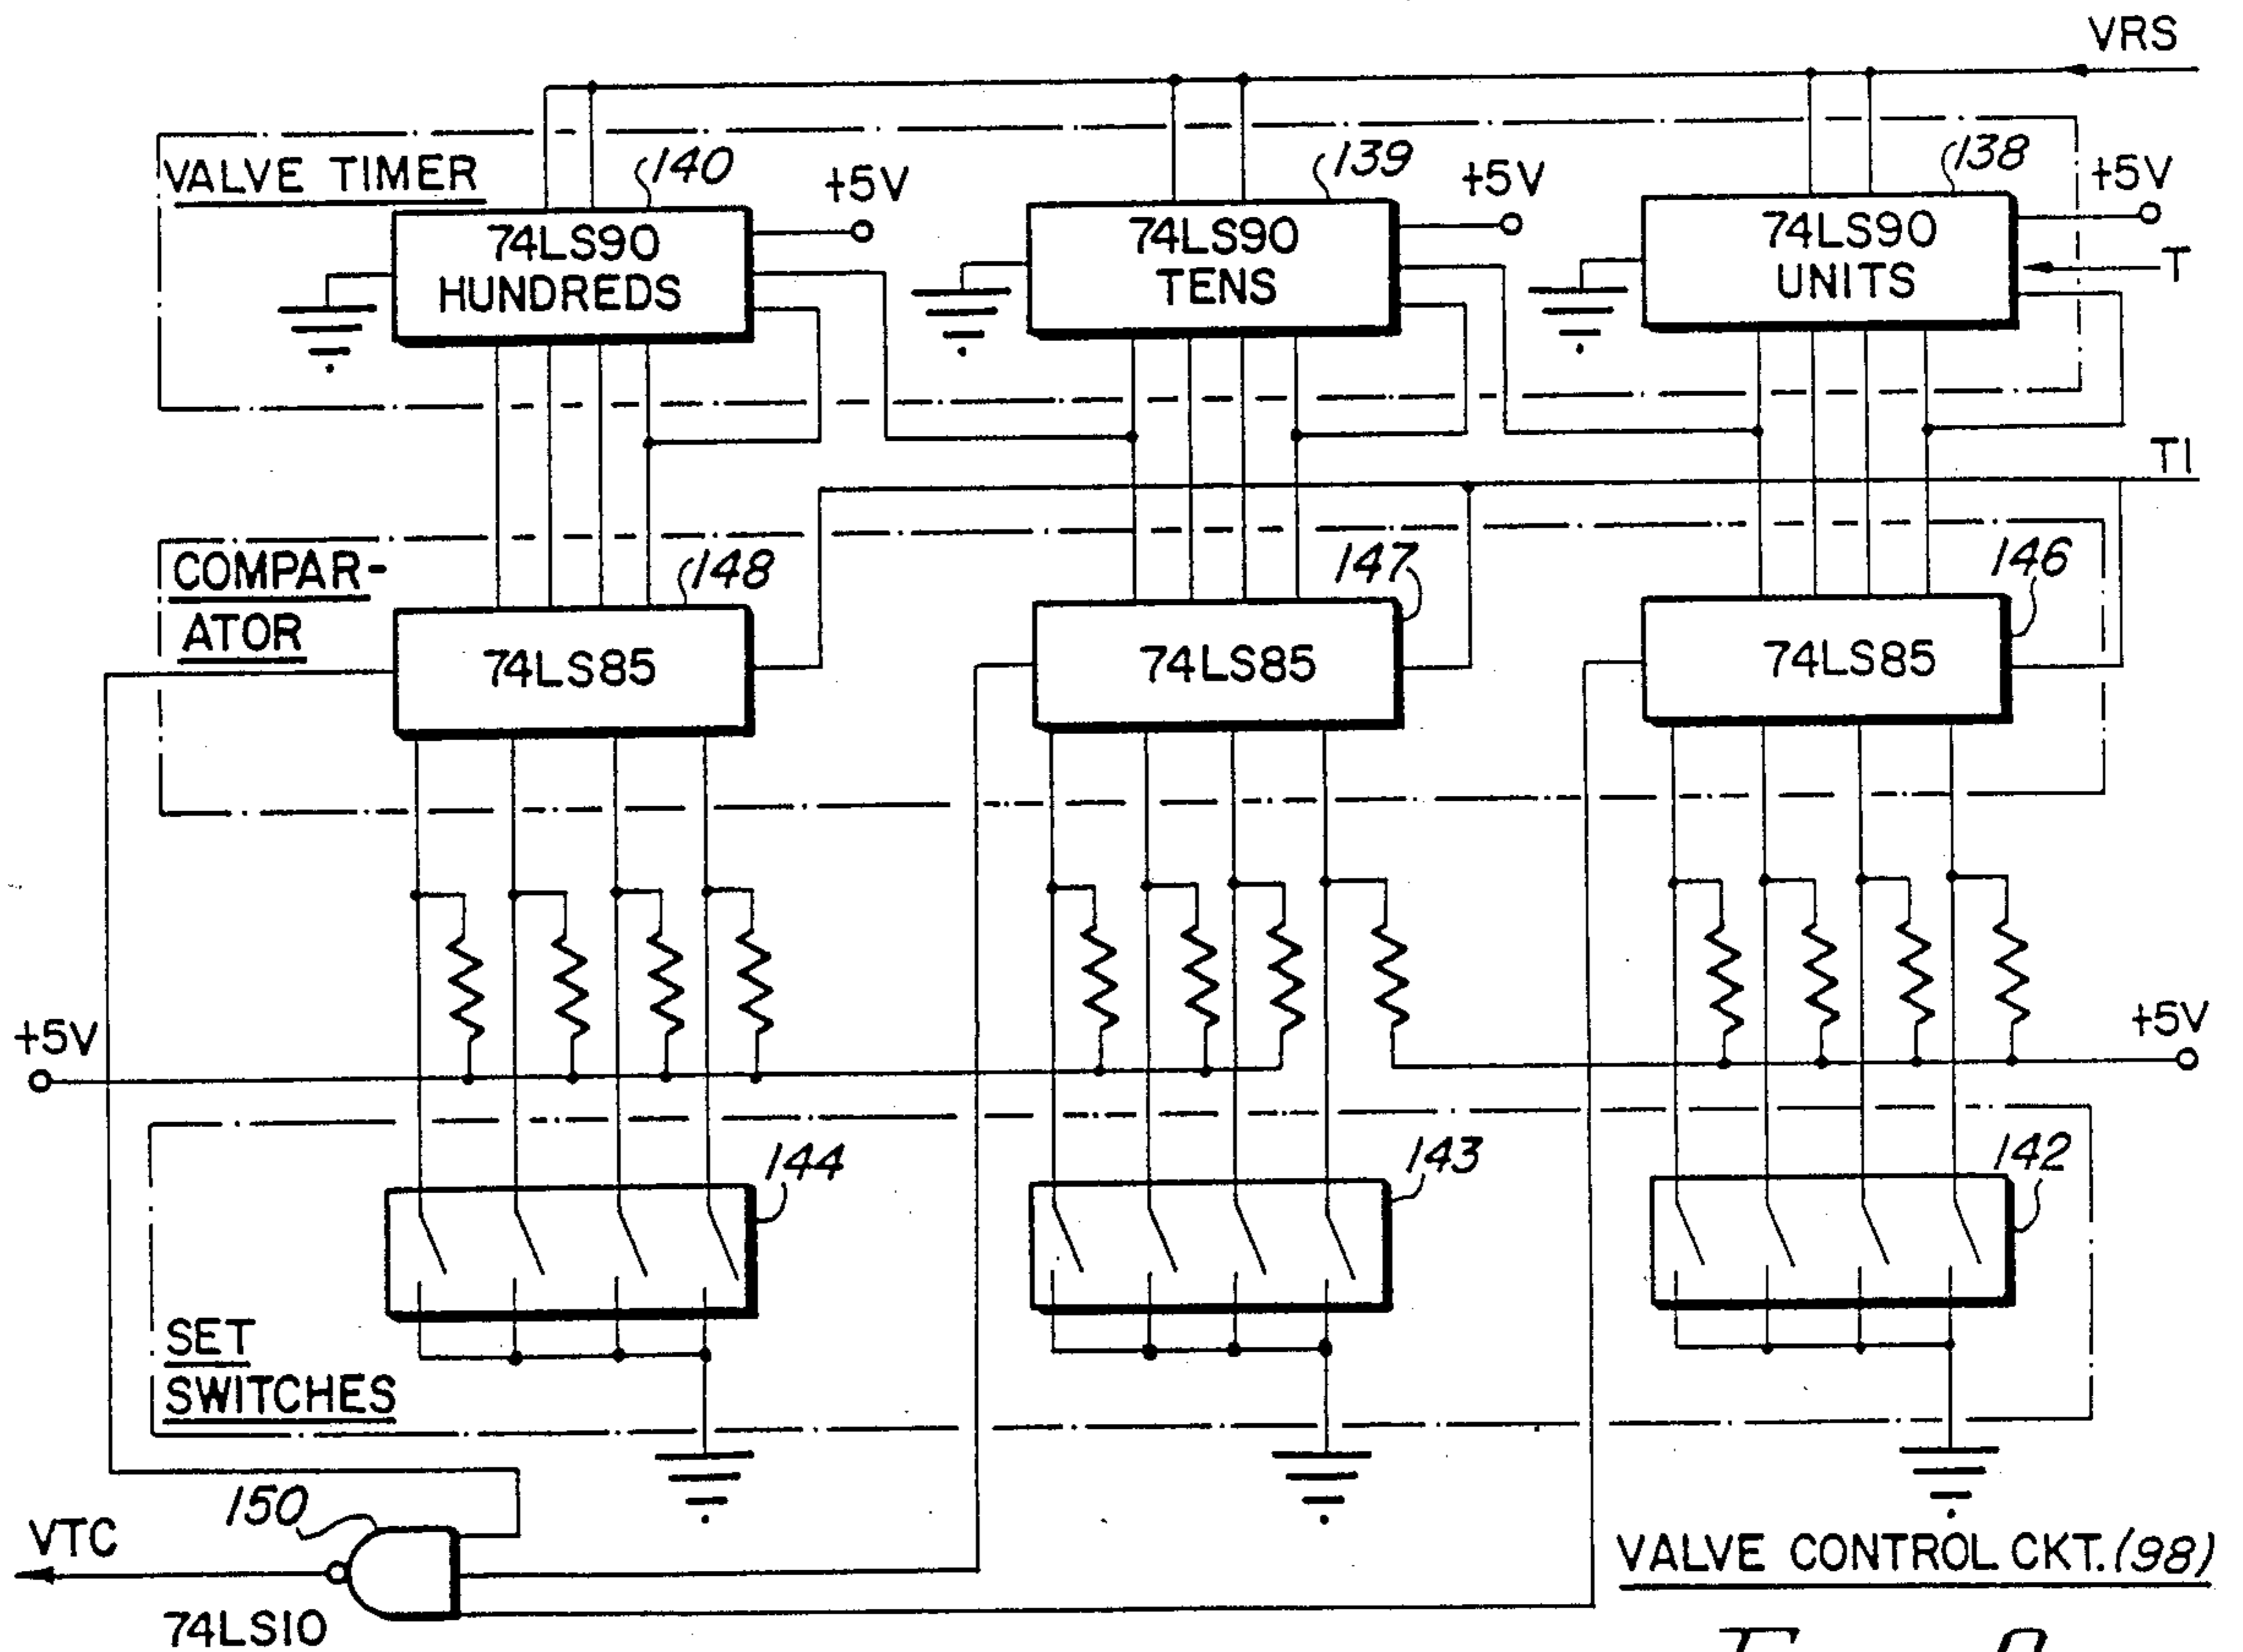 VRS
VALVE TIMER
140
+5V
139
+5V
138
+5V
74LS90
HUNDREDS
74LS90
TENS
74LS90
UNITS
T
T1
COMPAR-
ATOR
148
147
146
74LS85
74LS85
74LS85
+5V
+5V
144
143
142
SET
SWITCHES
150
VTC
74LS10
VALVE CONTROL CKT. (98)